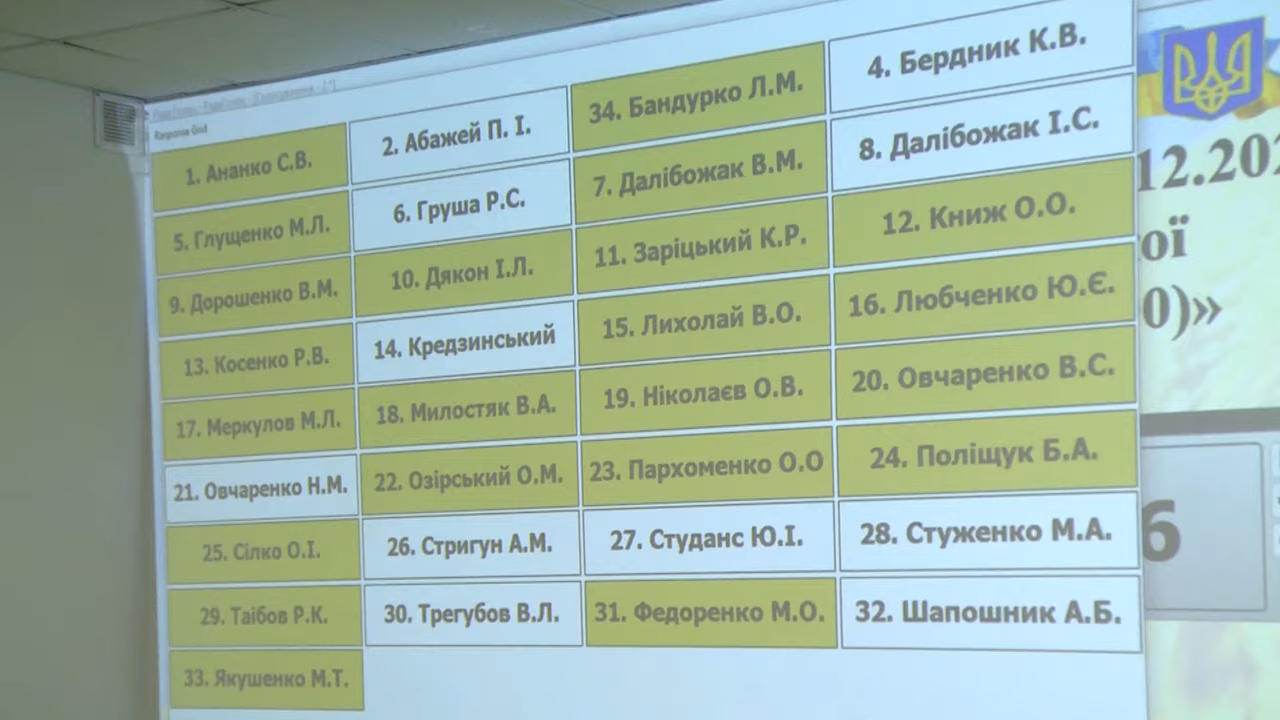 Response Grid
1. Ананко С.В.
2. Абажей П. І.
34. Бандурко Л.М.
4. Бердник К.В.
5. Глущенко М.Л.
6. Груша Р.С.
7. Далібожак В.М.
8. Далібожак І.С.
9. Дорошенко В.М.
10. Дякон І.Л.
11. Заріцький К.Р.
12. Книж О.О.
13. Косенко Р.В.
14. Кредзинський
15. Лихолай В.О.
16. Любченко Ю.Є.
17. Меркулов М.Л.
18. Милостяк В.А.
19. Ніколаєв О.В.
20. Овчаренко В.С.
21. Овчаренко Н.М.
22. Озірський О.М.
23. Пархоменко О.О
24. Поліщук Б.А.
25. Сілко О.І.
26. Стригун А.М.
27. Студанс Ю.І.
28. Стуженко М.А.
29. Таібов Р.К.
30. Трегубов В.Л.
31. Федоренко М.О.
32. Шапошник А.Б.
33. Якушенко М.Т.
12.202
ої
0)»
6